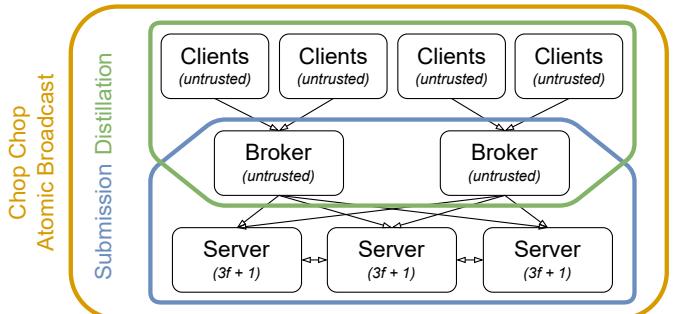 Chop Chop
Atomic Broadcast
Submission Distillation
Clients Clients Clients Clients
(untrusted) (untrusted) (untrusted) (untrusted)
Broker Broker
(untrusted) (untrusted)
Server Server Server
(3f + 1) (3f + 1) (3f + 1)